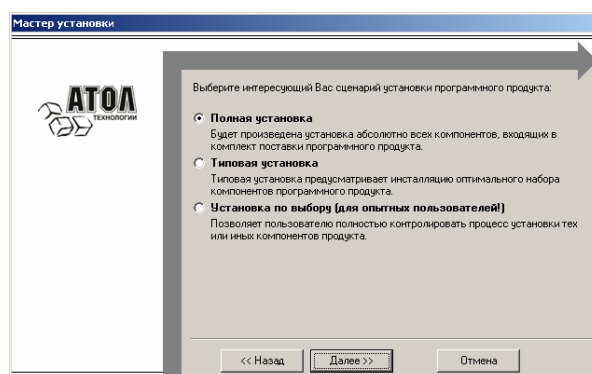 Мастер установки
АТОЛ
ТЕХНОЛОГИИ
Выберите интересующий Вас сценарий установки программного продукта:
Полная установка
Будет произведена установка абсолютно всех компонентов, входящих в
комплект поставки программного продукта.
Типовая установка
Типовая установка предусматривает инсталляцию оптимального набора
компонентов программного продукта.
Установка по выбору (для опытных пользователей!)
Позволяет пользователю полностью контролировать процесс установки тех
или иных компонентов продукта.
<< Назад
Далее >>
Отмена